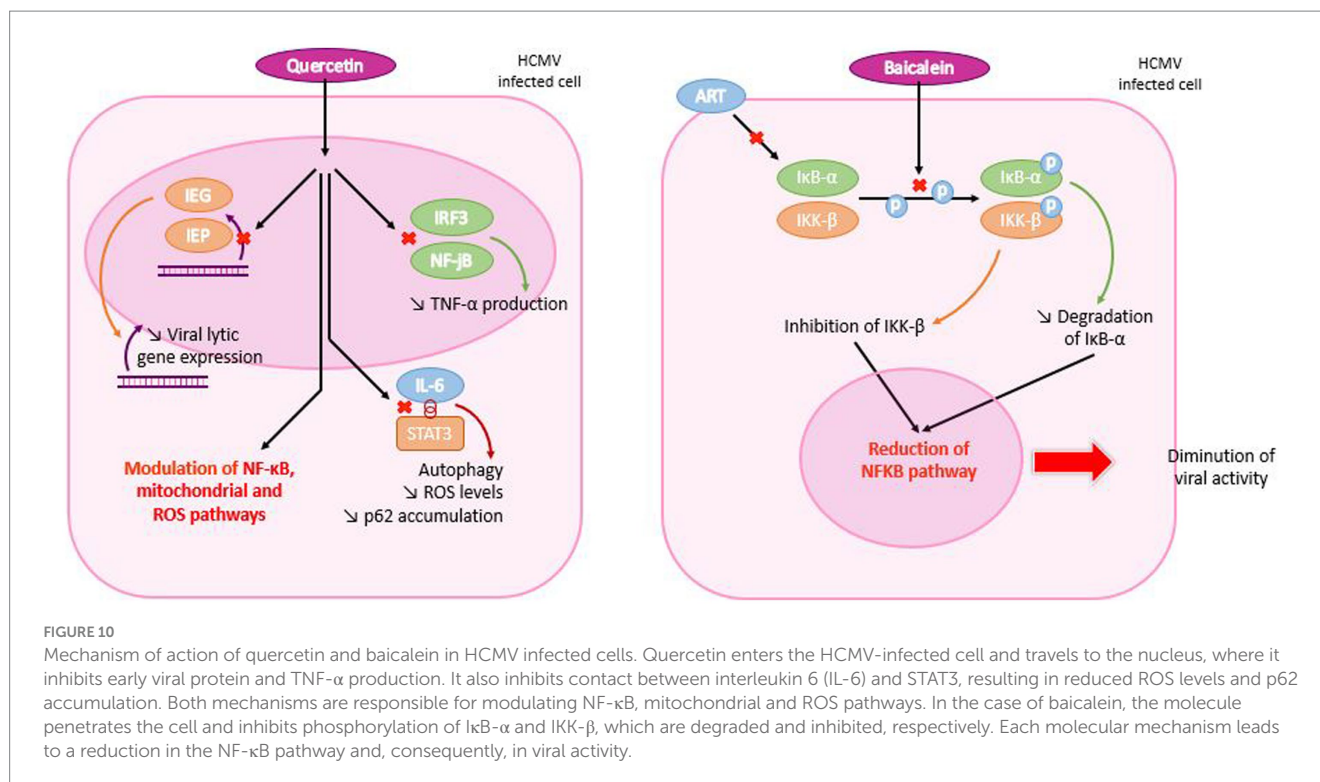 Quercetin
HCMV
infected cell
IEG
IEP
IRF3
NF-jB
↘ TNF-α production
↘ Viral lytic
gene expression
IL-6
STAT3
Modulation of NF-κB,
mitochondrial and
ROS pathways
Autophagy
↘ ROS levels
↘ p62 accumulation
Baicalein
HCMV
infected cell
ART
IκB-α
IKK-β
p
p
IκB-α
p
IKK-β
p
Inhibition of IKK-β
↘ Degradation
of IκB-α
Reduction of
NFKB pathway
Diminution of
viral activity
FIGURE 10
Mechanism of action of quercetin and baicalein in HCMV infected cells. Quercetin enters the HCMV-infected cell and travels to the nucleus, where it
inhibits early viral protein and TNF-α production. It also inhibits contact between interleukin 6 (IL-6) and STAT3, resulting in reduced ROS levels and p62
accumulation. Both mechanisms are responsible for modulating NF-κB, mitochondrial and ROS pathways. In the case of baicalein, the molecule
penetrates the cell and inhibits phosphorylation of IκB-α and IKK-β, which are degraded and inhibited, respectively. Each molecular mechanism leads
to a reduction in the NF-κB pathway and, consequently, in viral activity.